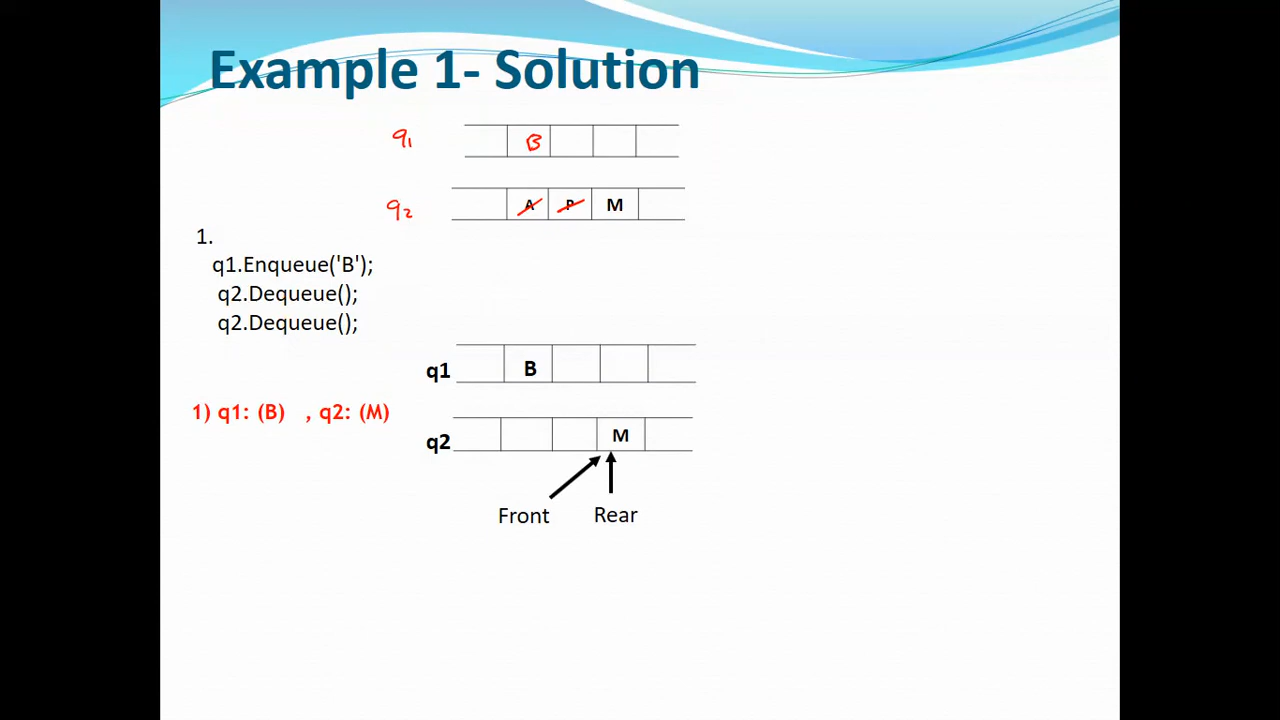 Example 1- Solution
q1 B
q2 A P M
1.
q1.Enqueue('B');
q2.Dequeue();
q2.Dequeue();
q1 B
1) q1: (B) , q2: (M)
q2 M
Front Rear